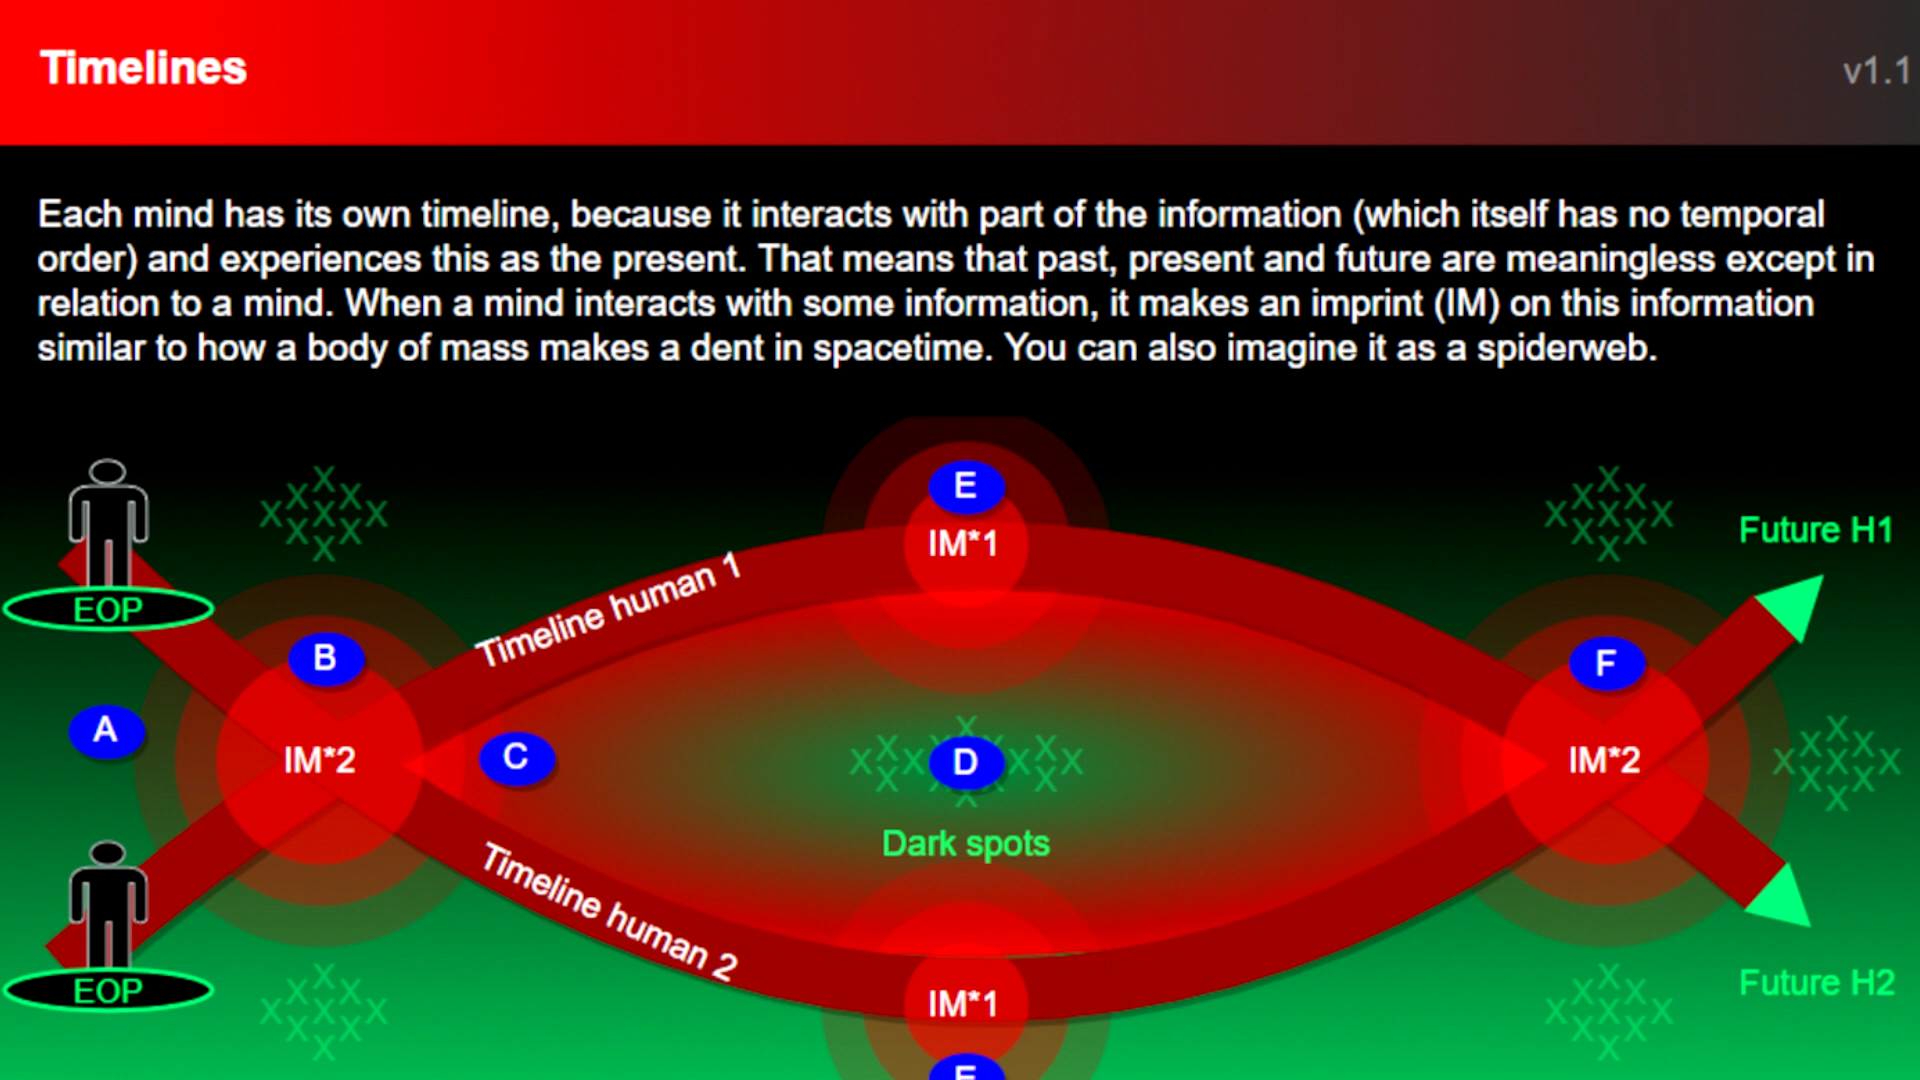 Timelines
v1.1
Each mind has its own timeline, because it interacts with part of the information (which itself has no temporal
order) and experiences this as the present. That means that past, present and future are meaningless except in
relation to a mind. When a mind interacts with some information, it makes an imprint (IM) on this information
similar to how a body of mass makes a dent in spacetime. You can also imagine it as a spiderweb.
E
IM*1
Future H1
Timeline human 1
EOP
B
F
A
IM*2
C
D
IM*2
Dark spots
Timeline human 2
EOP
IM*1
Future H2